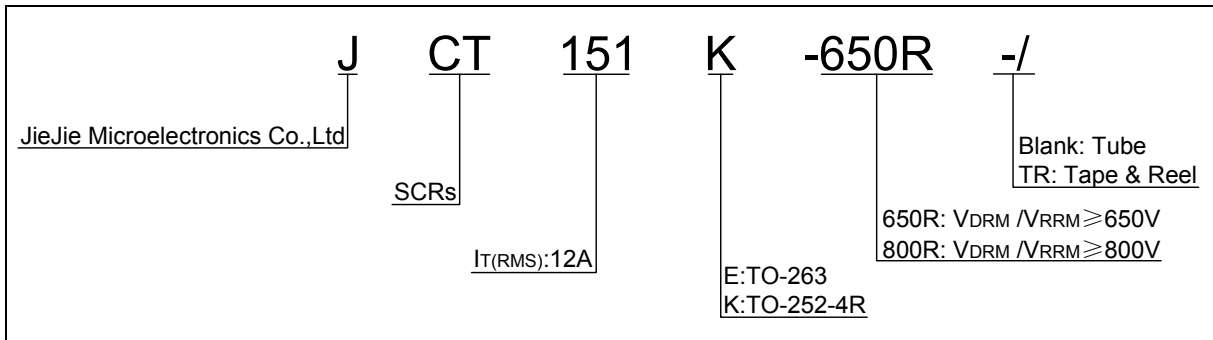 J CT 151 K -650R -/
JieJie Microelectronics Co.,Ltd
SCRs
IT(RMS):12A
E:TO-263
K:TO-252-4R
650R: VDRM /VRRM≥650V
800R: VDRM /VRRM≥800V
Blank: Tube
TR: Tape & Reel